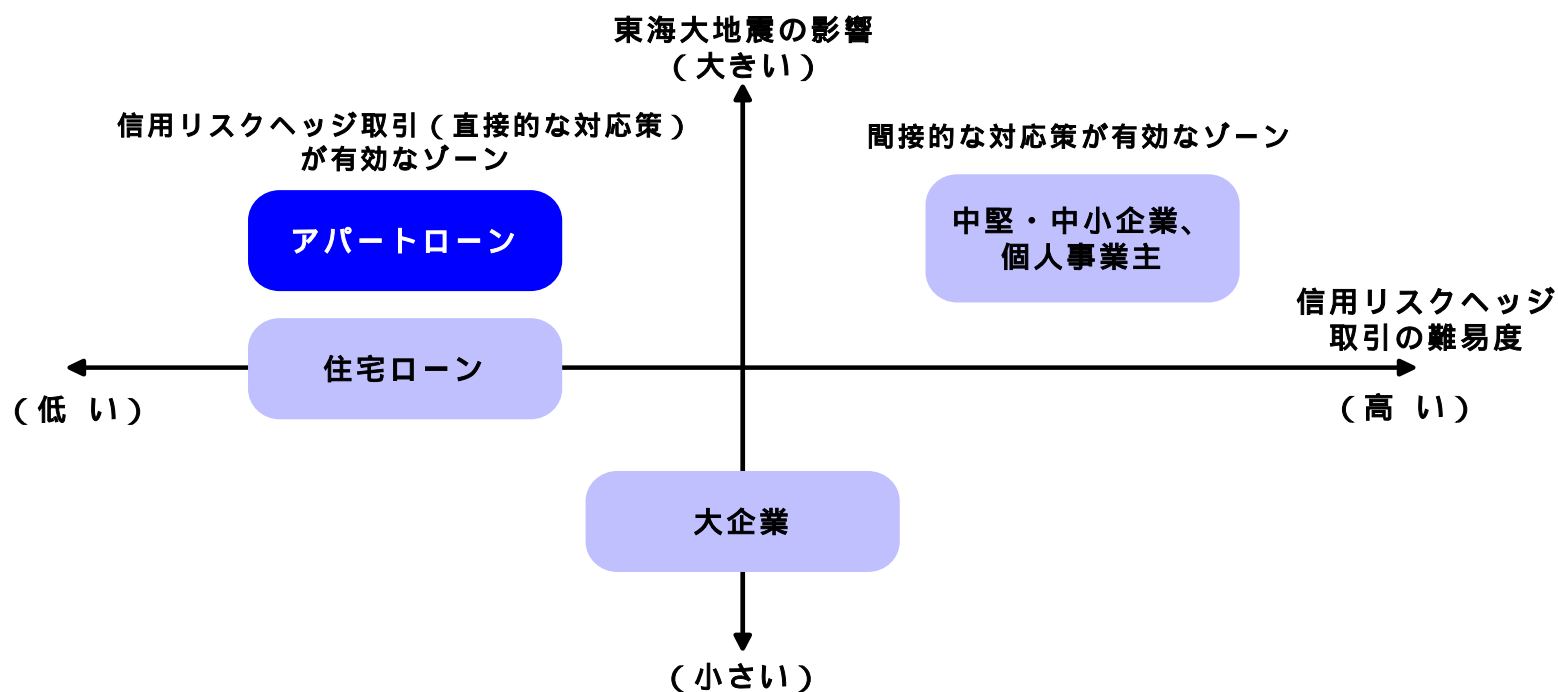 東海大地震の影響
（大きい）
信用リスクヘッジ取引（直接的な対応策）
が有効なゾーン
間接的な対応策が有効なゾーン
アパートローン
中堅・中小企業、
個人事業主
信用リスクヘッジ
取引の難易度
住宅ローン
（低 い）
（高 い）
大企業
（小さい）